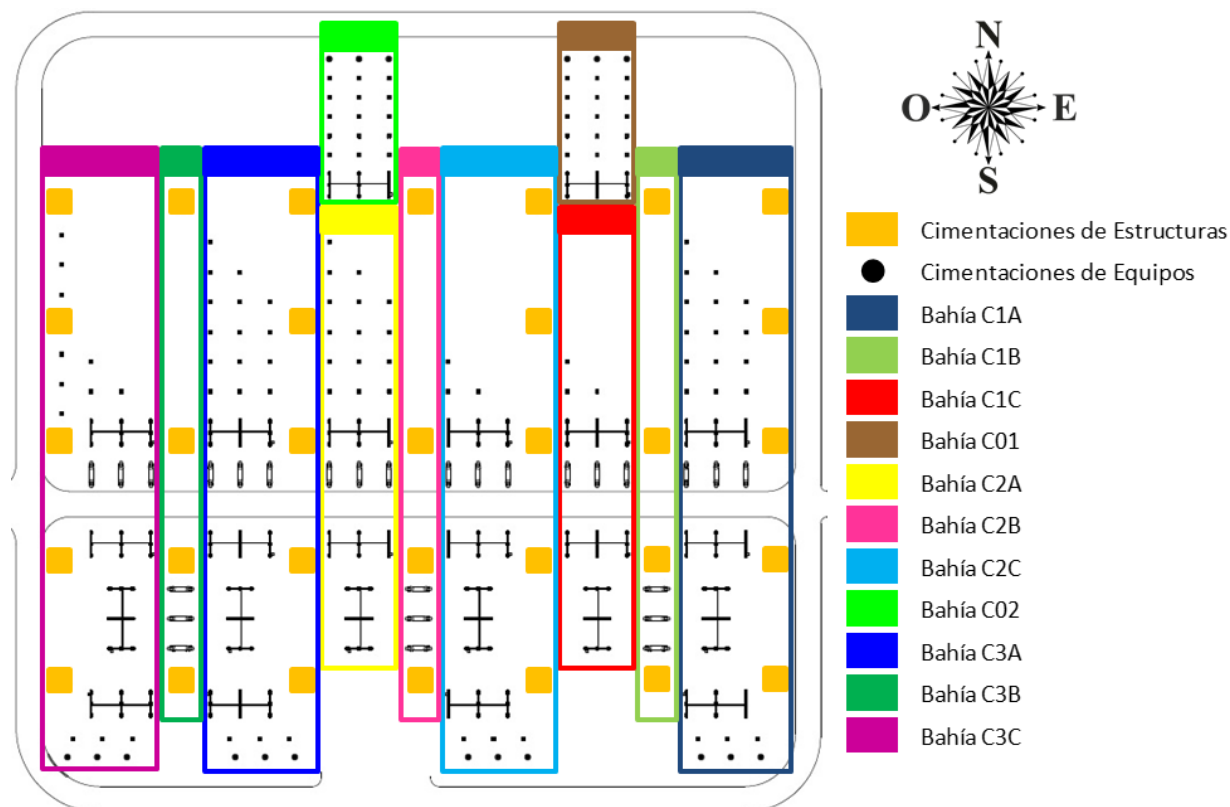 N
O E
S
Cimentaciones de Estructuras
Cimentaciones de Equipos
Bahía C1A
Bahía C1B
Bahía C1C
Bahía C01
Bahía C2A
Bahía C2B
Bahía C2C
Bahía C02
Bahía C3A
Bahía C3B
Bahía C3C